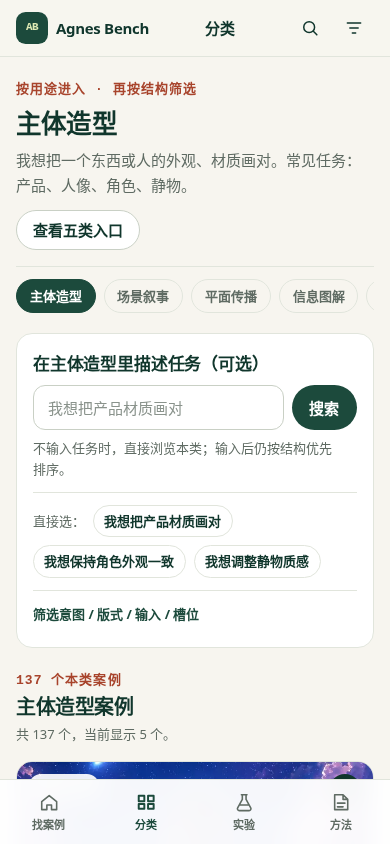 AB
Agnes Bench
分类
按用途进入 · 再按结构筛选
主体造型
我想把一个东西或人的外观、材质画对。常见任务：
产品、人像、角色、静物。
查看五类入口
主体造型
场景叙事
平面传播
信息图解
在主体造型里描述任务（可选）
我想把产品材质画对
搜索
不输入任务时，直接浏览本类；输入后仍按结构优先
排序。
直接选：
我想把产品材质画对
我想保持角色外观一致
我想调整静物质感
筛选意图 / 版式 / 输入 / 槽位
137 个本类案例
主体造型案例
共 137 个，当前显示 5 个。
找案例
分类
实验
方法